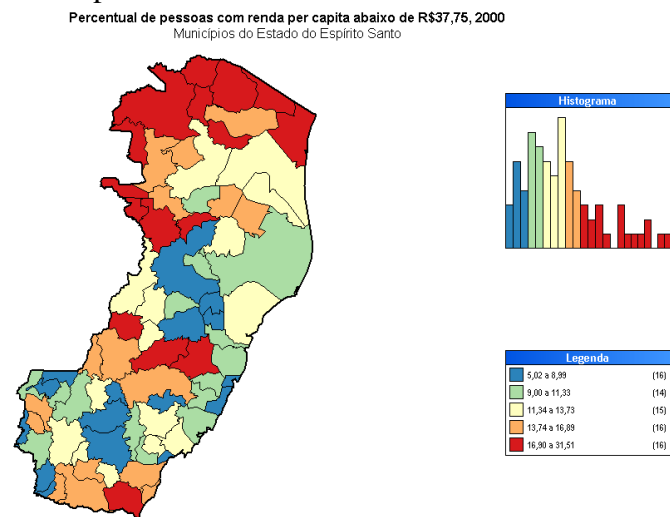 Percentual de pessoas com renda per capita abaixo de R$37,75, 2000
Municípios do Estado do Espírito Santo
Histograma
Legenda
5,02 a 8,99 (16)
9,00 a 11,33 (14)
11,34 a 13,73 (15)
13,74 a 16,89 (16)
16,90 a 31,51 (16)